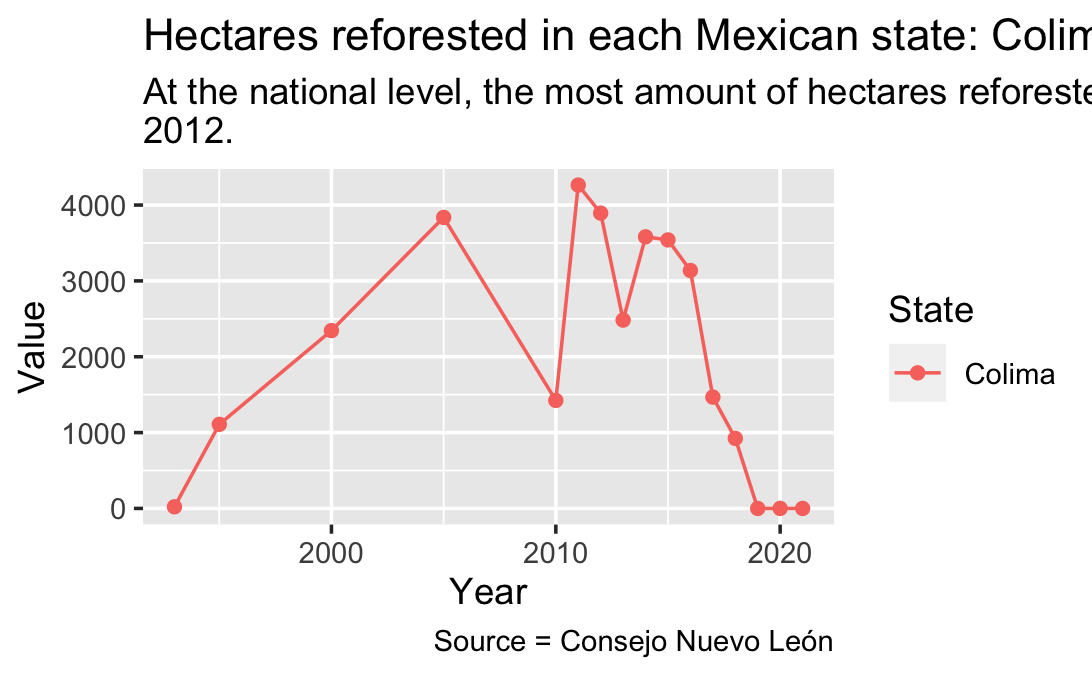 Hectares reforested in each Mexican state: Colim
At the national level, the most amount of hectares reforeste
2012.
4000
3000
2000
1000
0
Value
2000 2010 2020
Year
State
Colima
Source = Consejo Nuevo León